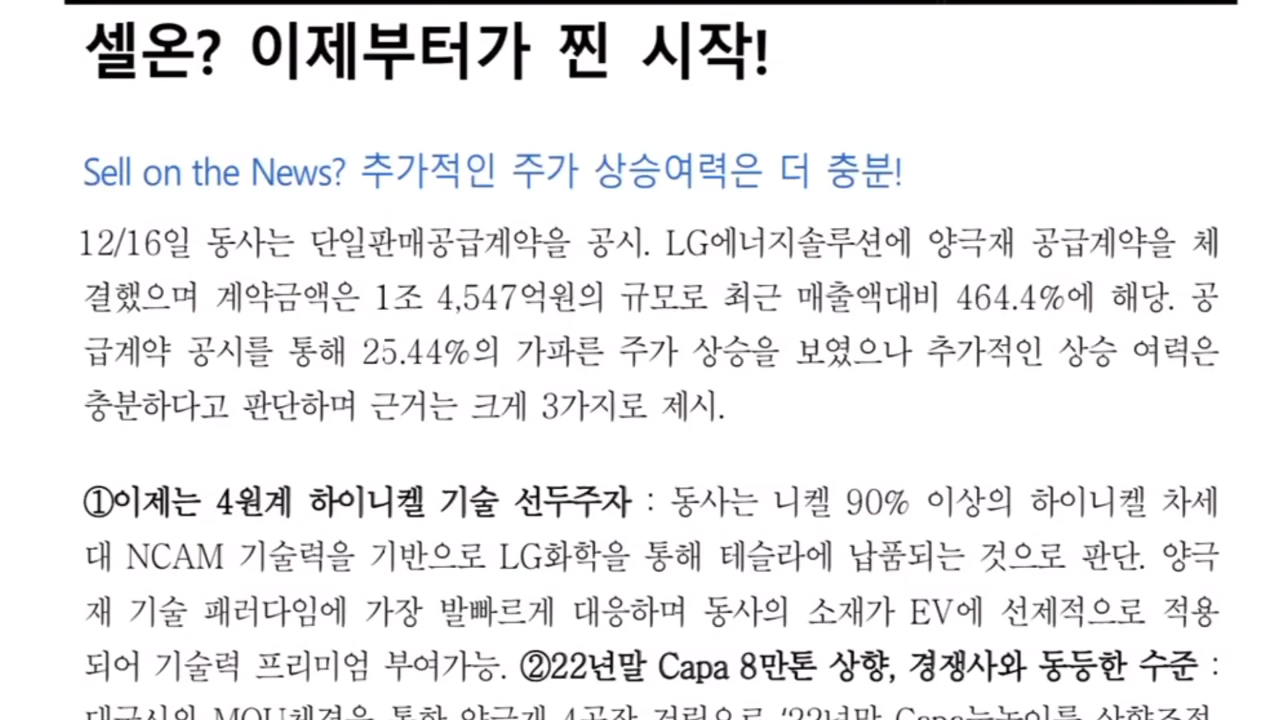 셀온? 이제부터가 찐 시작!
Sell on the News? 추가적인 주가 상승여력은 더 충분!
12/16일 동사는 단일판매공급계약을 공시. LG에너지솔루션에 양극재 공급계약을 체
결했으며 계약금액은 1조 4,547억원의 규모로 최근 매출액대비 464.4%에 해당. 공
급계약 공시를 통해 25.44%의 가파른 주가 상승을 보였으나 추가적인 상승 여력은
충분하다고 판단하며 근거는 크게 3가지로 제시.
①이제는 4원계 하이니켈 기술 선두주자 : 동사는 니켈 90% 이상의 하이니켈 차세
대 NCAM 기술력을 기반으로 LG화학을 통해 테슬라에 납품되는 것으로 판단. 양극
재 기술 패러다임에 가장 발빠르게 대응하며 동사의 소재가 EV에 선제적으로 적용
되어 기술력 프리미엄 부여가능. ②22년말 Capa 8만톤 상향, 경쟁사와 동등한 수준 :